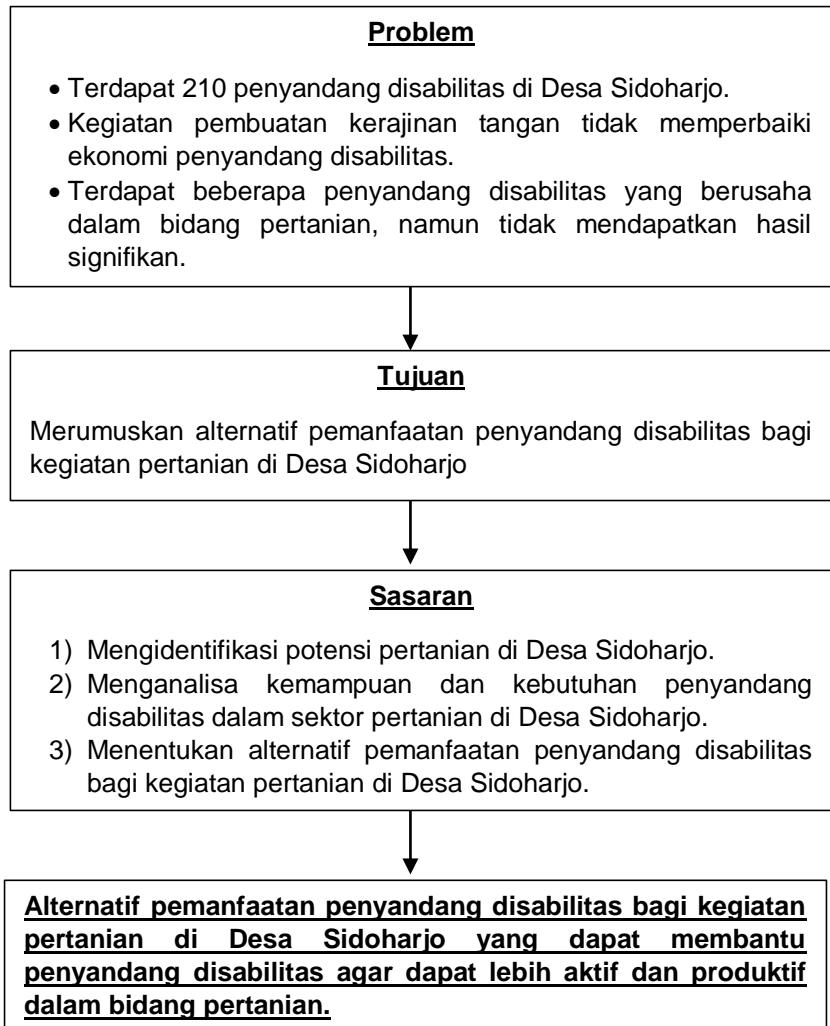 Problem
• Terdapat 210 penyandang disabilitas di Desa Sidoharjo.
• Kegiatan pembuatan kerajinan tangan tidak memperbaiki
ekonomi penyandang disabilitas.
• Terdapat beberapa penyandang disabilitas yang berusaha
dalam bidang pertanian, namun tidak mendapatkan hasil
signifikan.
Tujuan
Merumuskan alternatif pemanfaatan penyandang disabilitas bagi
kegiatan pertanian di Desa Sidoharjo
Sasaran
1) Mengidentifikasi potensi pertanian di Desa Sidoharjo.
2) Menganalisa kemampuan dan kebutuhan penyandang
disabilitas dalam sektor pertanian di Desa Sidoharjo.
3) Menentukan alternatif pemanfaatan penyandang disabilitas
bagi kegiatan pertanian di Desa Sidoharjo.
Alternatif pemanfaatan penyandang disabilitas bagi kegiatan
pertanian di Desa Sidoharjo yang dapat membantu
penyandang disabilitas agar dapat lebih aktif dan produktif
dalam bidang pertanian.